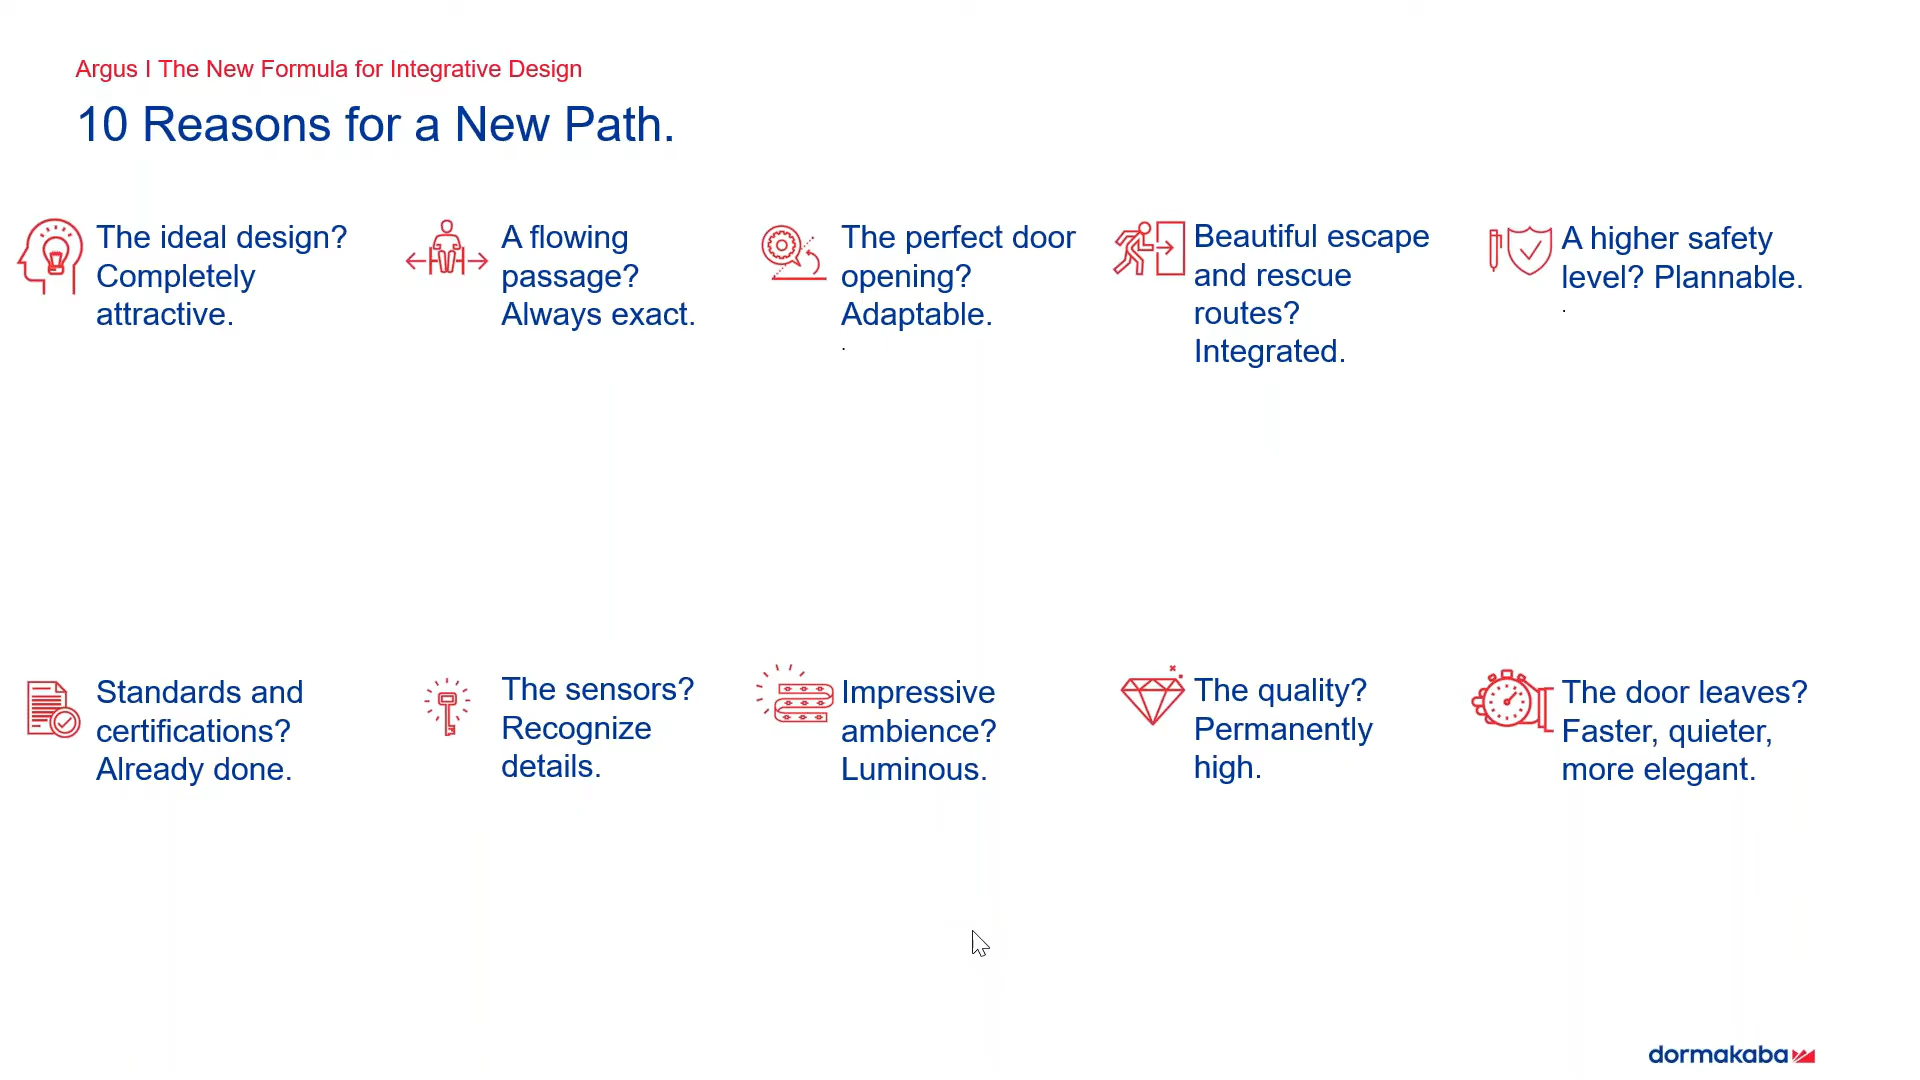 Argus I The New Formula for Integrative Design
10 Reasons for a New Path.
The ideal design?
Completely
attractive.
A flowing
passage?
Always exact.
The perfect door
opening?
Adaptable.
.
Beautiful escape
and rescue
routes?
Integrated.
A higher safety
level? Plannable.
.
Standards and
certifications?
Already done.
The sensors?
Recognize
details.
Impressive
ambience?
Luminous.
The quality?
Permanently
high.
The door leaves?
Faster, quieter,
more elegant.
dormakaba